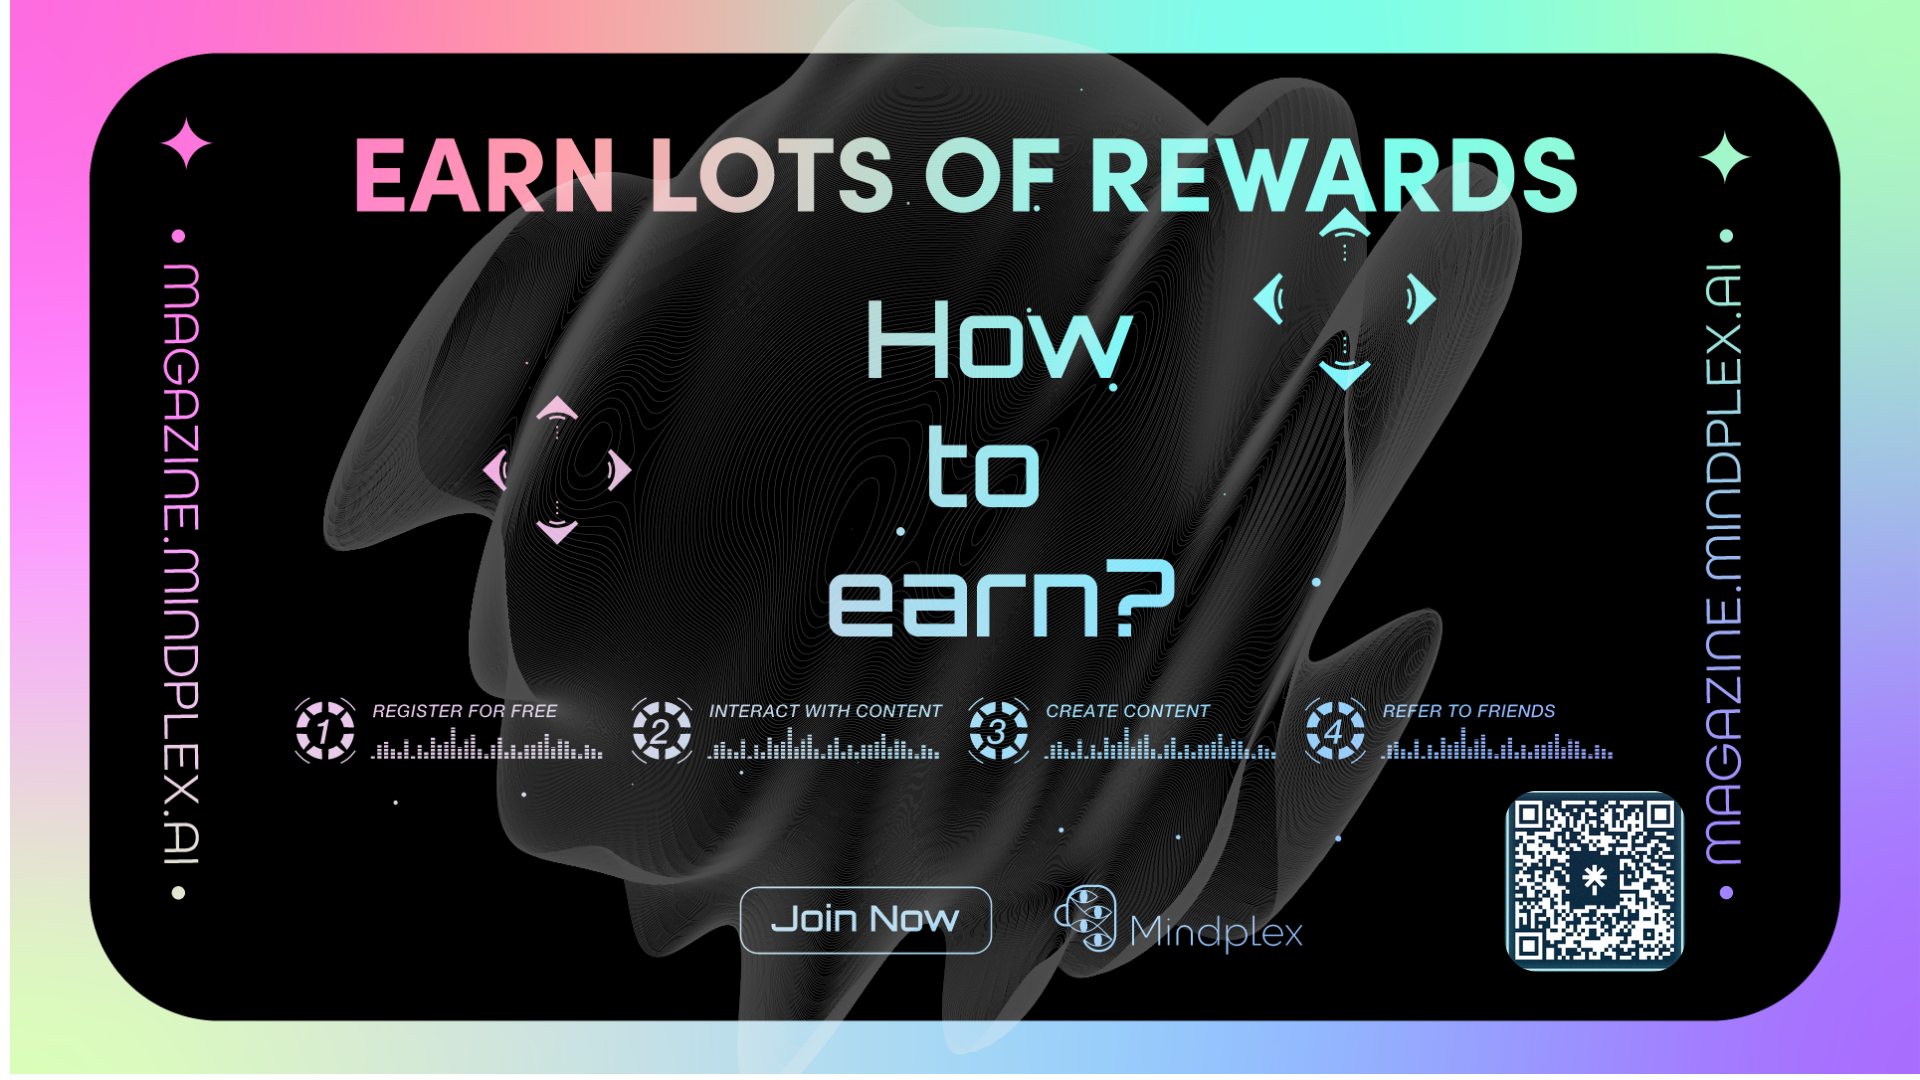 EARN LOTS OF REWARDS
• MAGAZINE.MINDPLEX.AI •
• MAGAZINE.MINDPLEX.AI •
How
to
earn?
1 REGISTER FOR FREE
2 INTERACT WITH CONTENT
3 CREATE CONTENT
4 REFER TO FRIENDS
Join Now
Mindplex